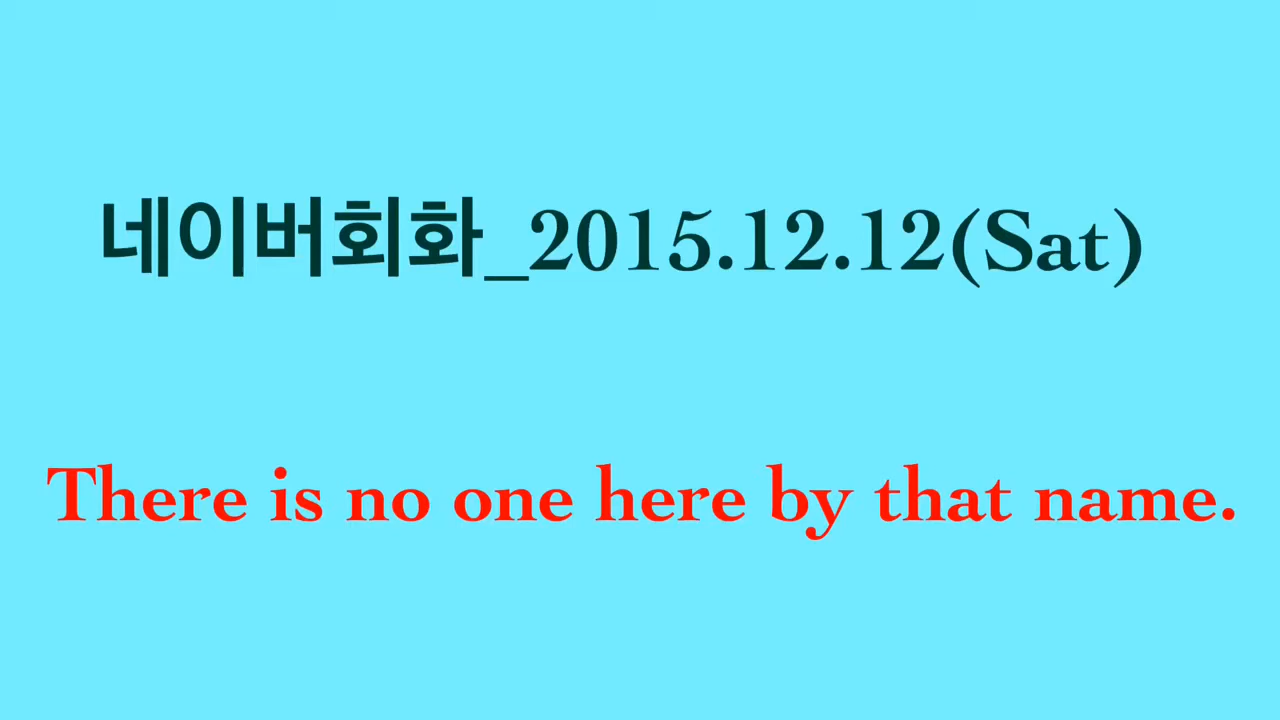 네이버회화_2015.12.12(Sat)
There is no one here by that name.